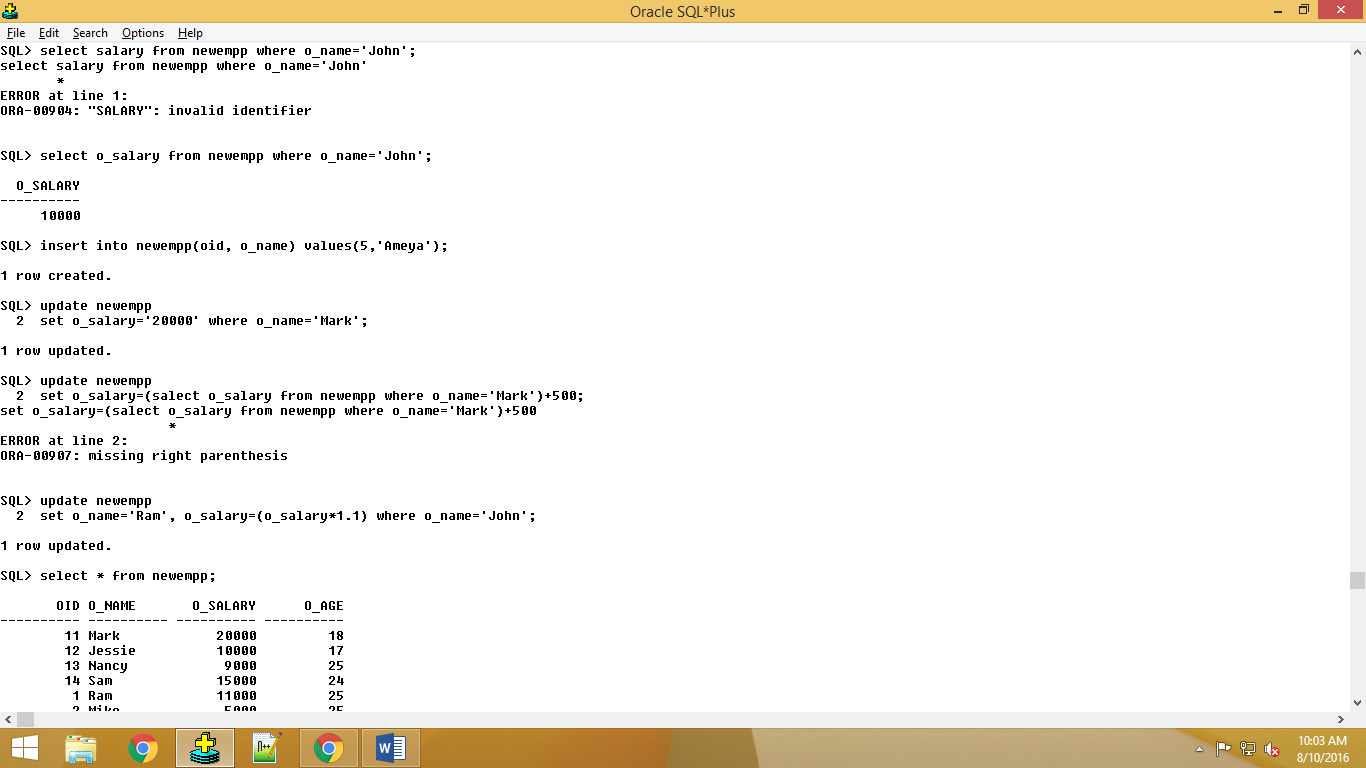 Oracle SQL*Plus
File Edit Search Options Help
SQL> select salary from newempp where o_name='John';
select salary from newempp where o_name='John'
       *
ERROR at line 1:
ORA-00904: "SALARY": invalid identifier
SQL> select o_salary from newempp where o_name='John';
  O_SALARY
----------
     10000
SQL> insert into newempp(oid, o_name) values(5,'Ameya');
1 row created.
SQL> update newempp
  2  set o_salary='20000' where o_name='Mark';
1 row updated.
SQL> update newempp
  2  set o_salary=(salect o_salary from newempp where o_name='Mark')+500;
set o_salary=(salect o_salary from newempp where o_name='Mark')+500
                     *
ERROR at line 2:
ORA-00907: missing right parenthesis
SQL> update newempp
  2  set o_name='Ram', o_salary=(o_salary*1.1) where o_name='John';
1 row updated.
SQL> select * from newempp;
       OID O_NAME       O_SALARY      O_AGE
---------- ---------- ---------- ----------
        11 Mark            20000         18
        12 Jessie          10000         17
        13 Nancy            9000         25
        14 Sam             15000         24
         1 Ram             11000         25
         2 Mike             5000         25
10:03 AM
8/10/2016